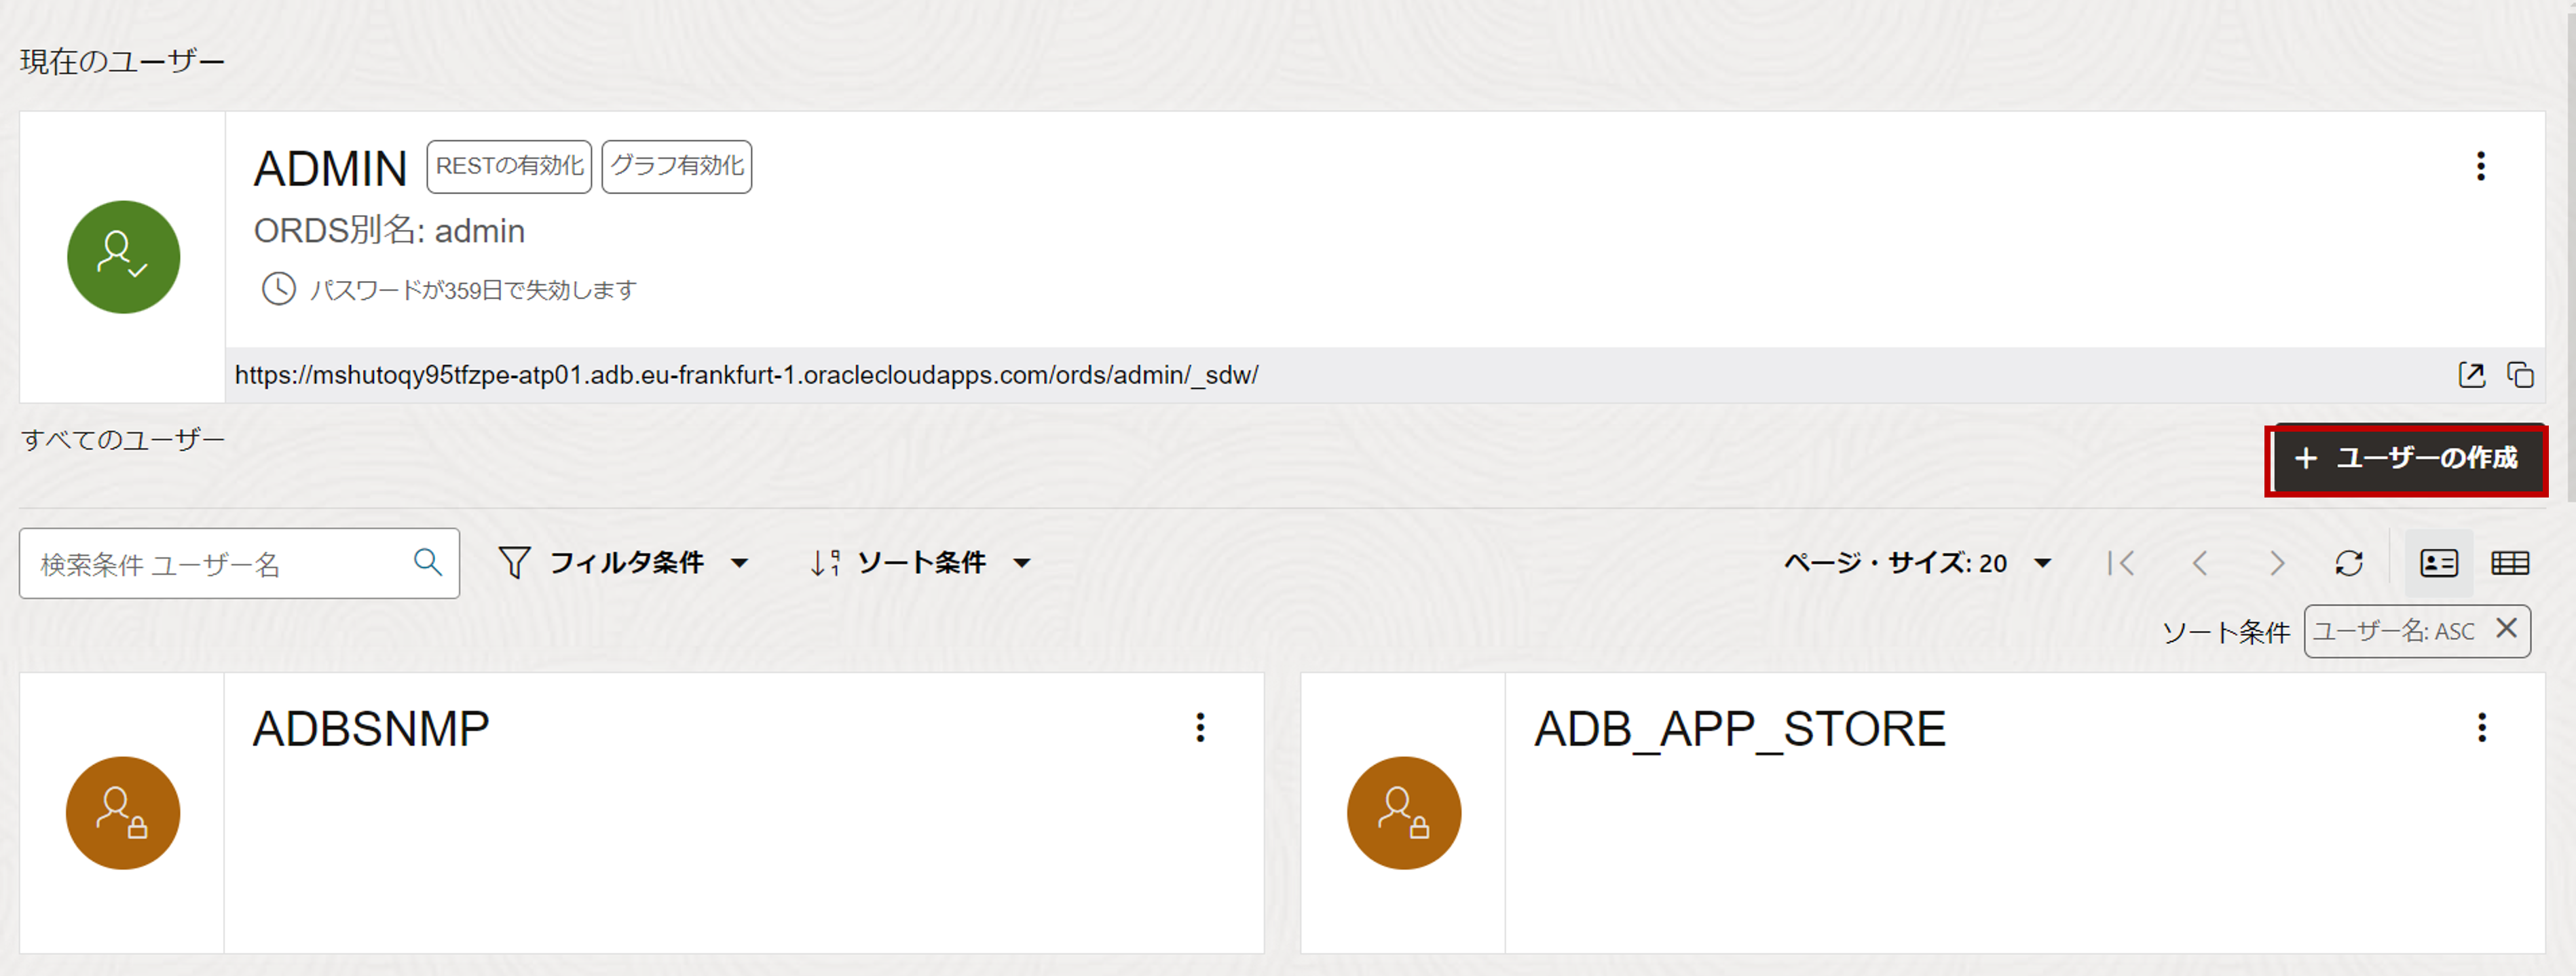 現在のユーザー
ADMIN RESTの有効化 グラフ有効化
ORDS別名: admin
パスワードが359日で失効します
https://mshutoqy95tfzpe-atp01.adb.eu-frankfurt-1.oraclecloudapps.com/ords/admin/_sdw/
すべてのユーザー
+ ユーザーの作成
検索条件 ユーザー名 フィルタ条件 ソート条件 ページ・サイズ: 20
ソート条件 ユーザー名: ASC
ADBSNMP
ADB_APP_STORE